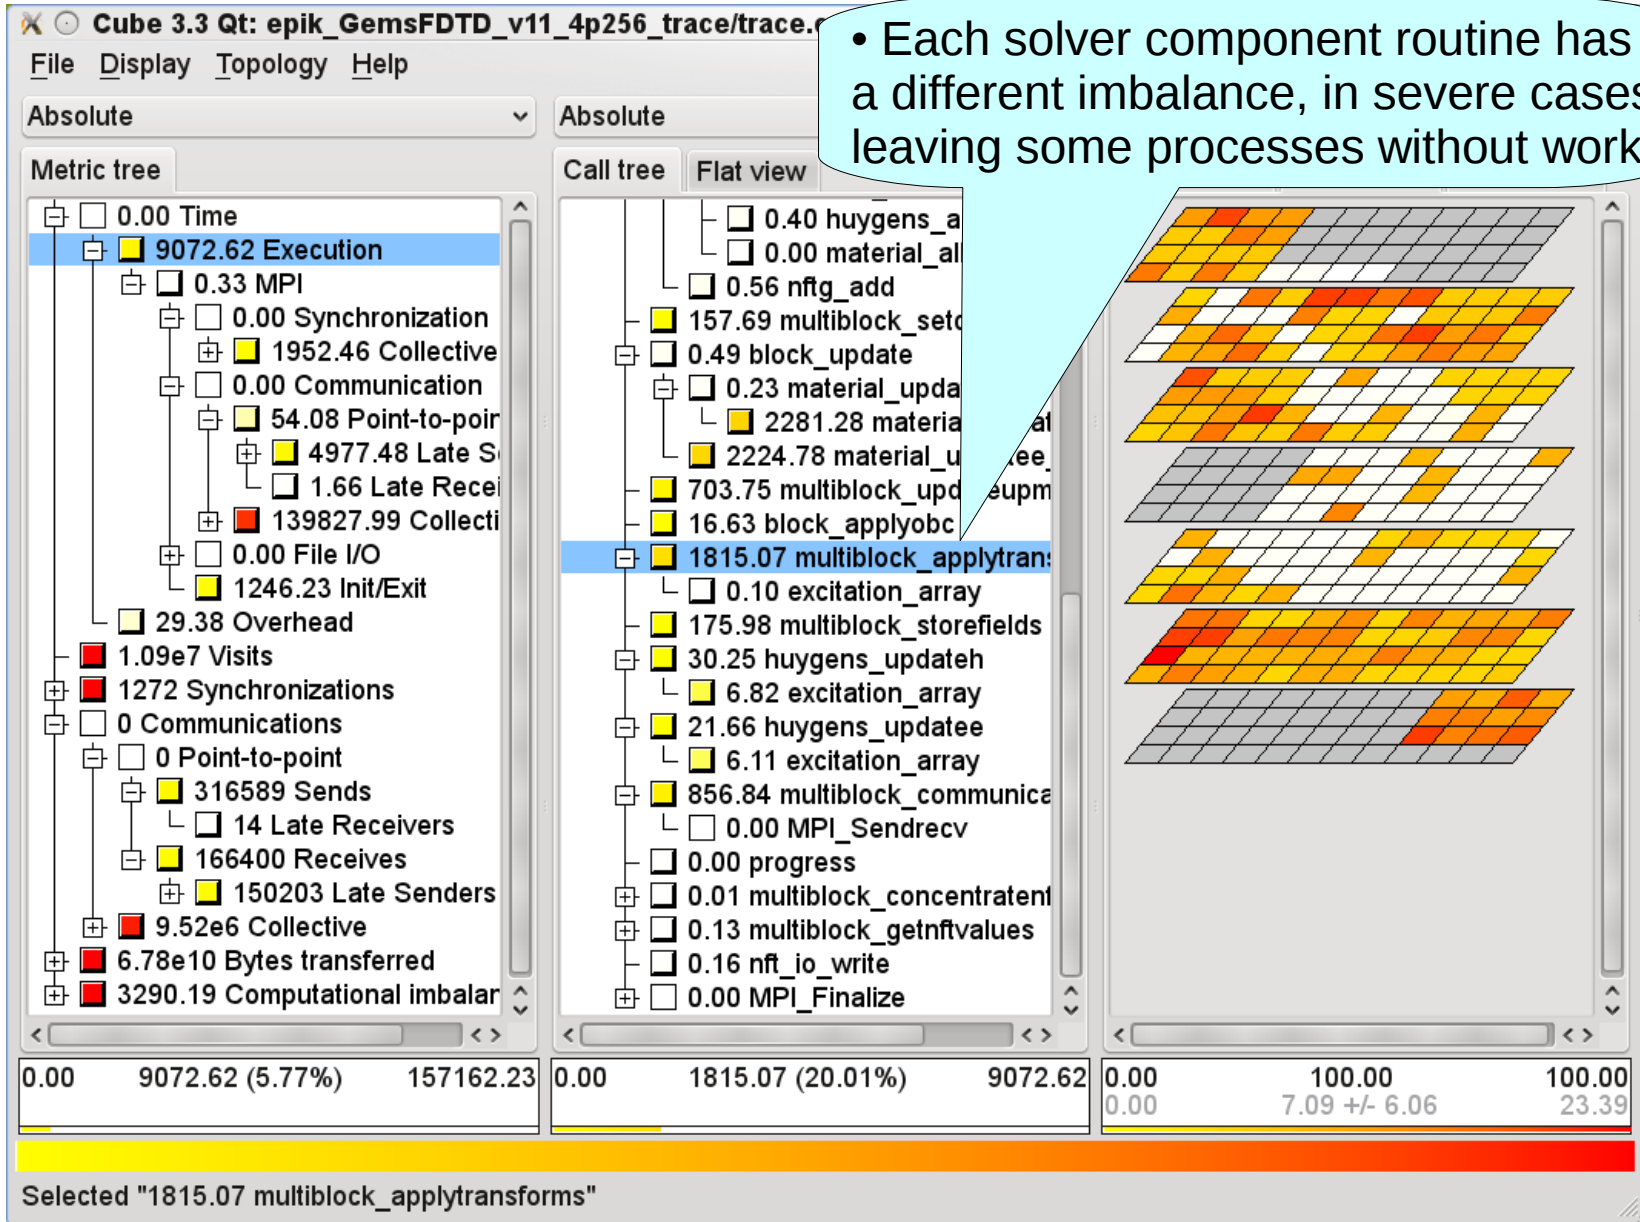 Cube 3.3 Qt: epik_GemsFDTD_v11_4p256_trace/trace.c
File Display Topology Help
• Each solver component routine has
a different imbalance, in severe cases
leaving some processes without work
Absolute
Absolute
Metric tree
Call tree
Flat view
0.00 Time
9072.62 Execution
0.33 MPI
0.00 Synchronization
1952.46 Collective
0.00 Communication
54.08 Point-to-poin
4977.48 Late S
1.66 Late Recei
139827.99 Collecti
0.00 File I/O
1246.23 Init/Exit
29.38 Overhead
1.09e7 Visits
1272 Synchronizations
0 Communications
0 Point-to-point
316589 Sends
14 Late Receivers
166400 Receives
150203 Late Senders
9.52e6 Collective
6.78e10 Bytes transferred
3290.19 Computational imbalan
0.40 huygens_a
0.00 material_al
0.56 nftg_add
157.69 multiblock_setc
0.49 block_update
0.23 material_upda
2281.28 materia at
2224.78 material_u ee_
703.75 multiblock_upd eupm
16.63 block_applyobc
1815.07 multiblock_applytrans
0.10 excitation_array
175.98 multiblock_storefields
30.25 huygens_updateh
6.82 excitation_array
21.66 huygens_updatee
6.11 excitation_array
856.84 multiblock_communica
0.00 MPI_Sendrecv
0.00 progress
0.01 multiblock_concentratenf
0.13 multiblock_getnftvalues
0.16 nft_io_write
0.00 MPI_Finalize
0.00 9072.62 (5.77%) 157162.23
0.00 1815.07 (20.01%) 9072.62
0.00 100.00 100.00
0.00 7.09 +/- 6.06 23.39
Selected "1815.07 multiblock_applytransforms"